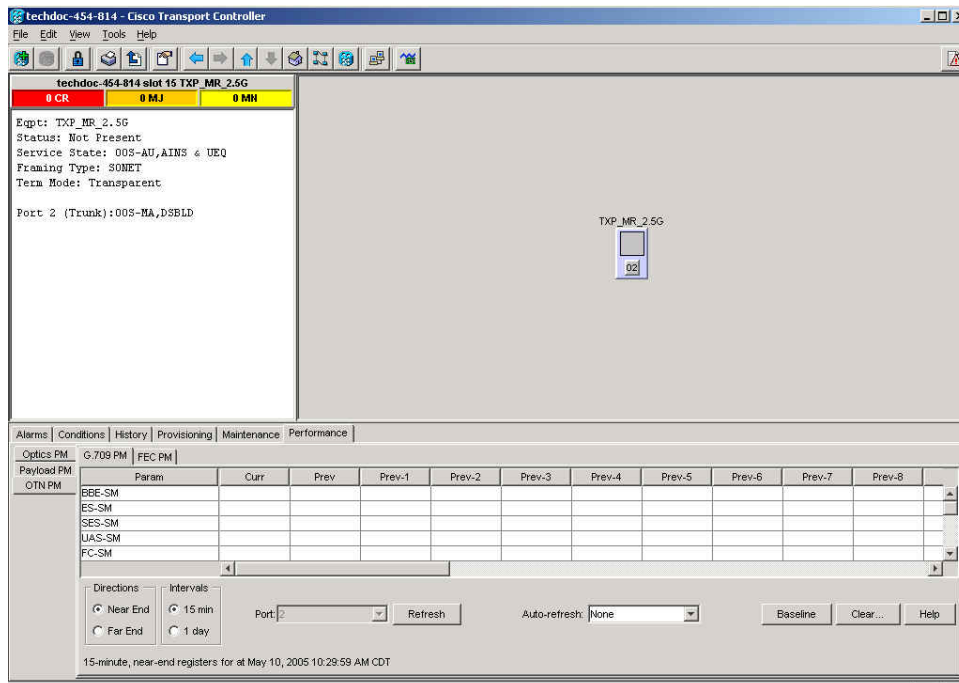 techdoc-454-814 - Cisco Transport Controller
File Edit View Tools Help
techdoc-454-814 slot 15 TXP_MR_2.5G
0 CR 0 MJ 0 MN
Eqpt: TXP_MR_2.5G
Status: Not Present
Service State: OOS-AU,AINS & UEQ
Framing Type: SONET
Term Mode: Transparent
Port 2 (Trunk):OOS-MA,DSBLD
TXP_MR_2.5G
02
Alarms Conditions History Provisioning Maintenance Performance
Optics PM G.709 PM FEC PM
Payload PM
OTN PM
Param Curr Prev Prev-1 Prev-2 Prev-3 Prev-4 Prev-5 Prev-6 Prev-7 Prev-8
BBE-SM
ES-SM
SES-SM
UAS-SM
FC-SM
Directions Intervals
Near End 15 min Port: 2 Refresh Auto-refresh: None Baseline Clear... Help
Far End 1 day
15-minute, near-end registers for at May 10, 2005 10:29:59 AM CDT